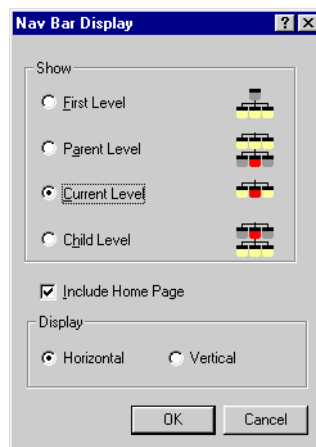 Nav Bar Display
Show
First Level
Parent Level
Current Level
Child Level
Include Home Page
Display
Horizontal Vertical
OK Cancel